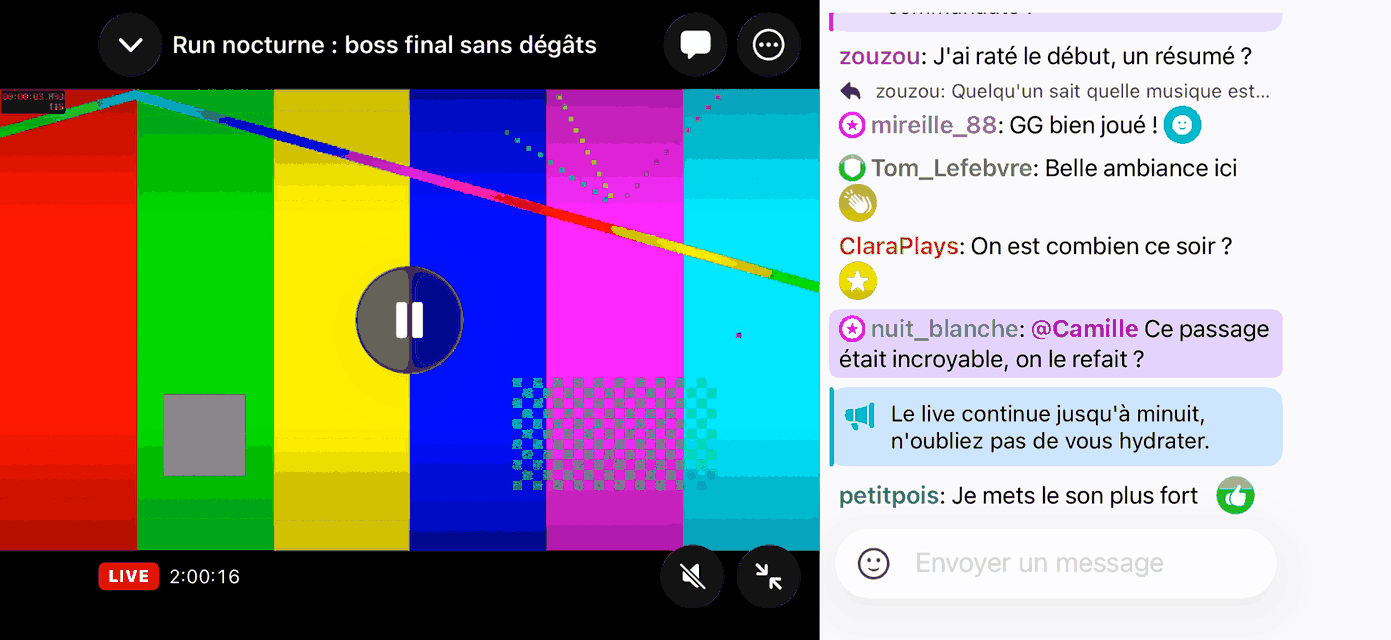 Run nocturne : boss final sans dégâts
LIVE
2:00:16
zouzou: J'ai raté le début, un résumé ?
zouzou: Quelqu'un sait quelle musique est...
mireille_88: GG bien joué !
Tom_Lefebvre: Belle ambiance ici
ClaraPlays: On est combien ce soir ?
nuit_blanche: @Camille Ce passage
était incroyable, on le refait ?
Le live continue jusqu'à minuit,
n'oubliez pas de vous hydrater.
petitpois: Je mets le son plus fort
Envoyer un message